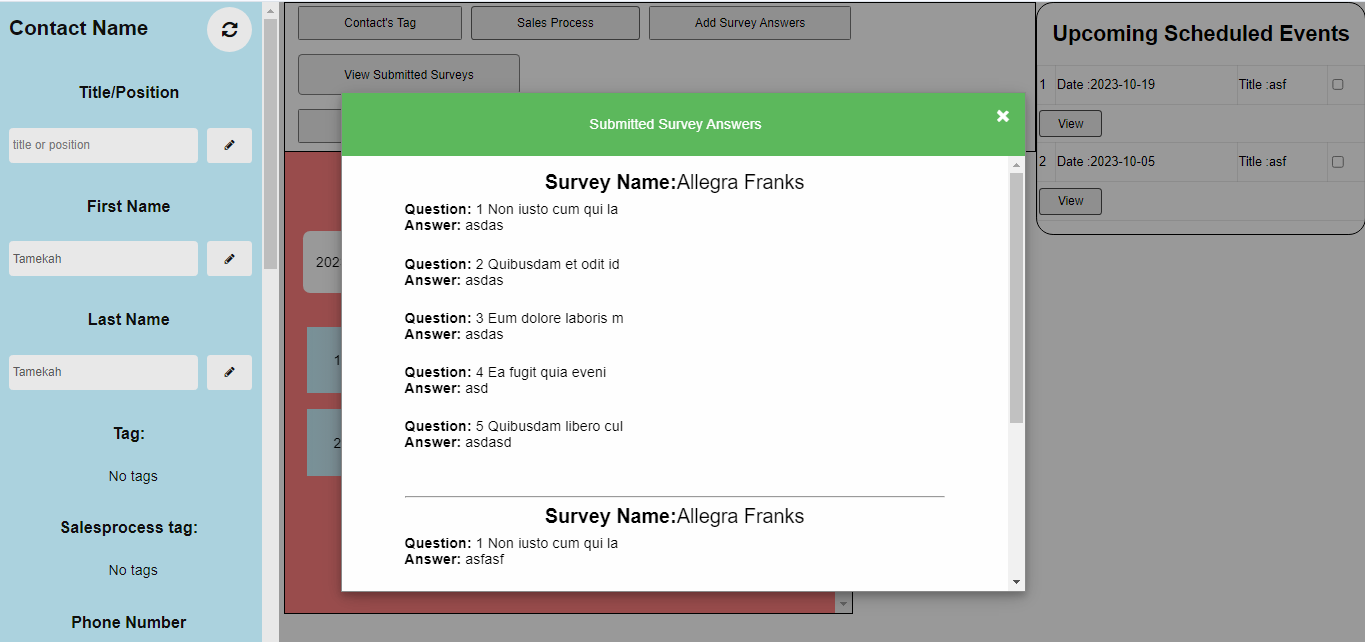 Contact Name
Title/Position
title or position
First Name
Tamekah
Last Name
Tamekah
Tag:
No tags
Salesprocess tag:
No tags
Phone Number
Contact's Tag
Sales Process
Add Survey Answers
View Submitted Surveys
202
1
2
Submitted Survey Answers
×
Survey Name:Allegra Franks
Question: 1 Non iusto cum qui la
Answer: asdas
Question: 2 Quibusdam et odit id
Answer: asdas
Question: 3 Eum dolore laboris m
Answer: asdas
Question: 4 Ea fugit quia eveni
Answer: asd
Question: 5 Quibusdam libero cul
Answer: asdasd
Survey Name:Allegra Franks
Question: 1 Non iusto cum qui la
Answer: asfasf
Upcoming Scheduled Events
1 Date :2023-10-19 Title :asf
View
2 Date :2023-10-05 Title :asf
View